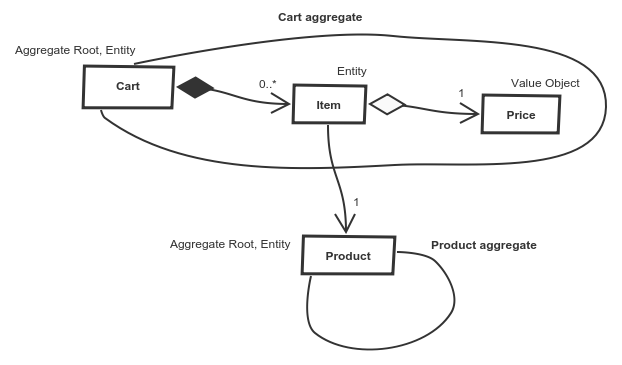 Cart aggregate
Aggregate Root, Entity
Cart
0..*
Entity
Item
1
Value Object
Price
1
Aggregate Root, Entity
Product
Product aggregate